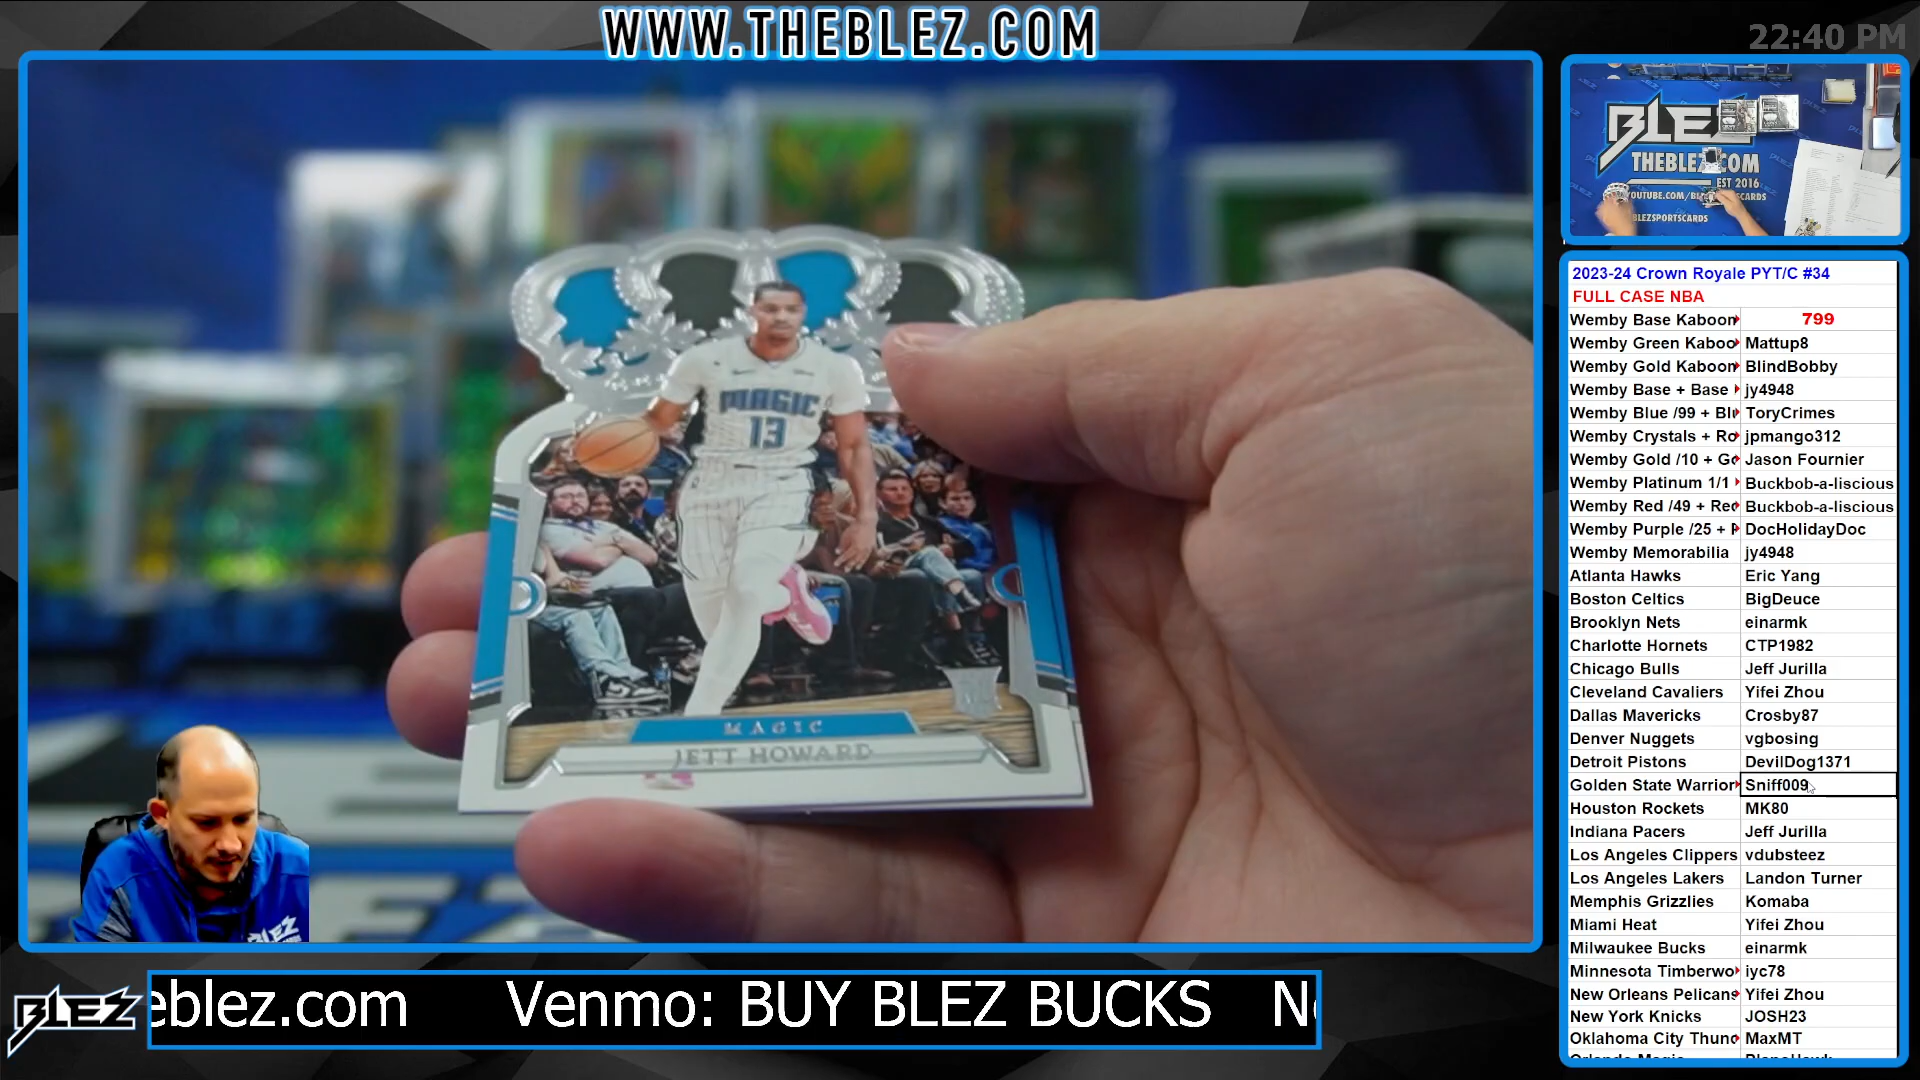 WWW.THEBLEZ.COM
22:40 PM
BLE
THEBLEZ.COM
EST 2016
BLEZSPORTSCARDS
MAGIC
13
MAGIC
JETT HOWARD
BLEZ
BLEZ
eblez.com Venmo: BUY BLEZ BUCKS
2023-24 Crown Royale PYT/C #34
FULL CASE NBA
Wemby Base Kaboon 799
Wemby Green Kaboo Mattup8
Wemby Gold Kaboon BlindBobby
Wemby Base + Base jy4948
Wemby Blue /99 + Blu ToryCrimes
Wemby Crystals + Ro jpmango312
Wemby Gold /10 + Go Jason Fournier
Wemby Platinum 1/1 Buckbob-a-liscious
Wemby Red /49 + Red Buckbob-a-liscious
Wemby Purple /25 + P DocHolidayDoc
Wemby Memorabilia jy4948
Atlanta Hawks Eric Yang
Boston Celtics BigDeuce
Brooklyn Nets einarmk
Charlotte Hornets CTP1982
Chicago Bulls Jeff Jurilla
Cleveland Cavaliers Yifei Zhou
Dallas Mavericks Crosby87
Denver Nuggets vgbosing
Detroit Pistons DevilDog1371
Golden State Warrior Sniff009
Houston Rockets MK80
Indiana Pacers Jeff Jurilla
Los Angeles Clippers vdubsteez
Los Angeles Lakers Landon Turner
Memphis Grizzlies Komaba
Miami Heat Yifei Zhou
Milwaukee Bucks einarmk
Minnesota Timberwo iyc78
New Orleans Pelicans Yifei Zhou
New York Knicks JOSH23
Oklahoma City Thund MaxMT